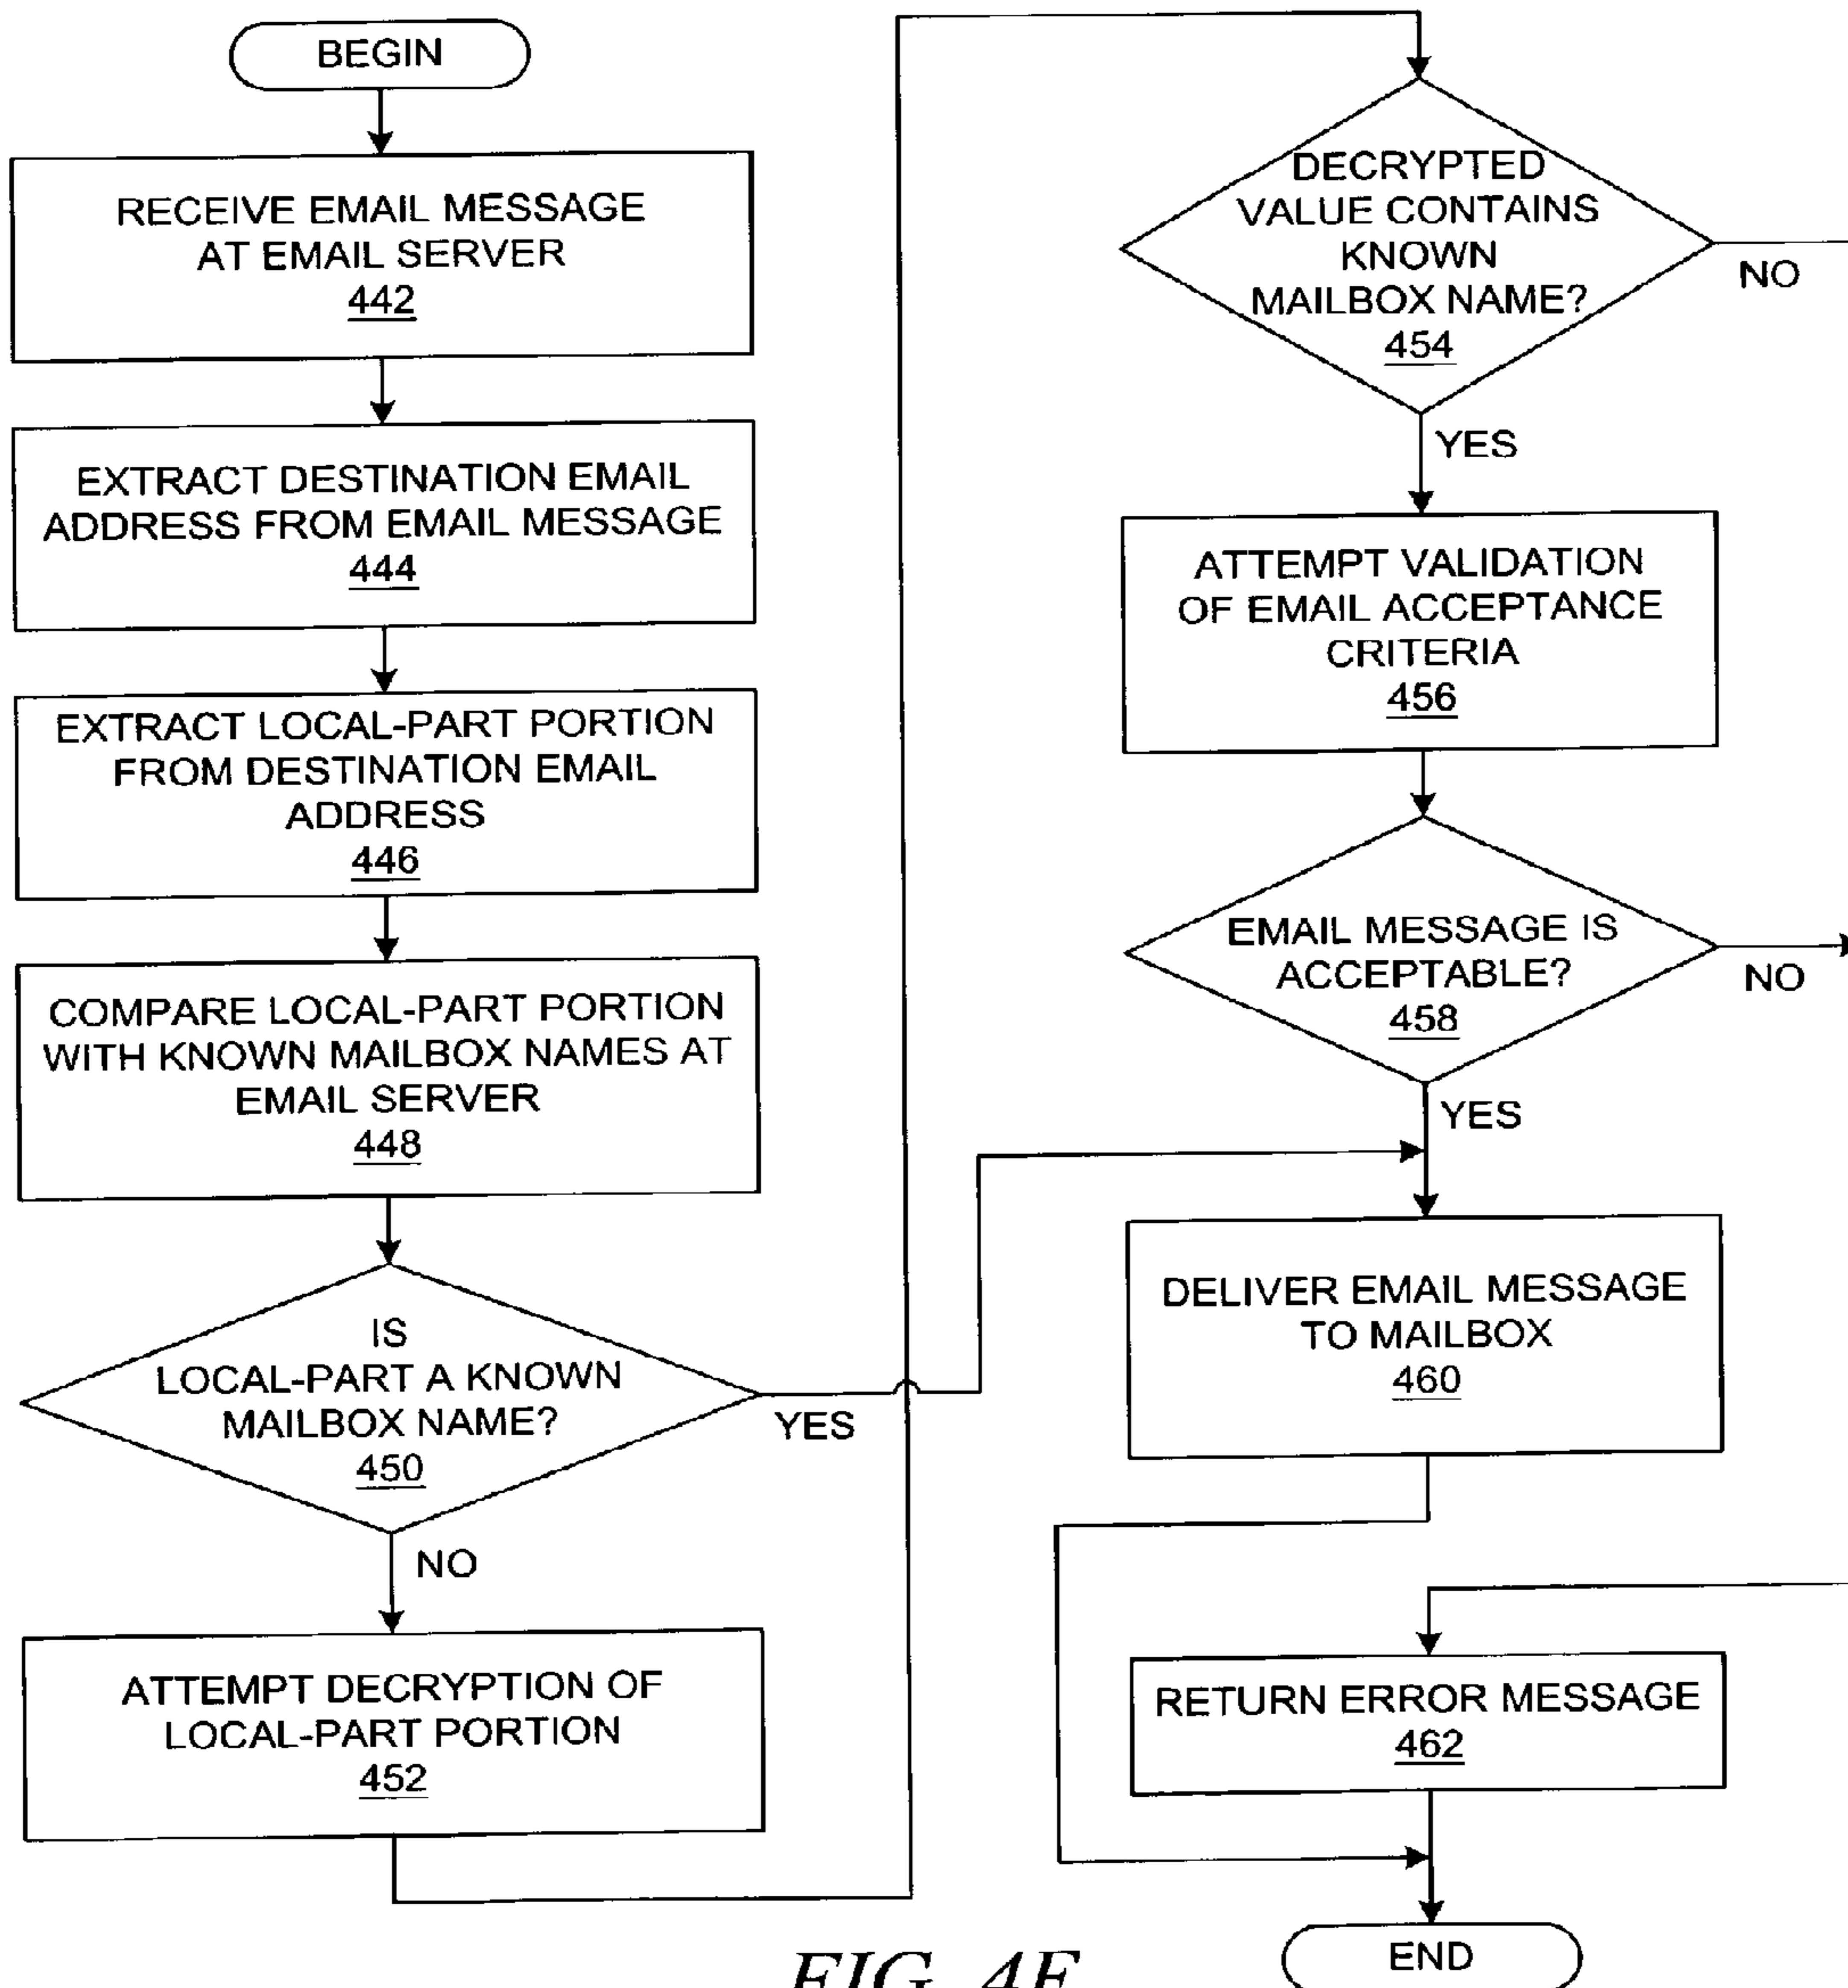 BEGIN
RECEIVE EMAIL MESSAGE
AT EMAIL SERVER
442
EXTRACT DESTINATION EMAIL
ADDRESS FROM EMAIL MESSAGE
444
EXTRACT LOCAL-PART PORTION
FROM DESTINATION EMAIL
ADDRESS
446
COMPARE LOCAL-PART PORTION
WITH KNOWN MAILBOX NAMES AT
EMAIL SERVER
448
IS
LOCAL-PART A KNOWN
MAILBOX NAME?
450
YES
NO
ATTEMPT DECRYPTION OF
LOCAL-PART PORTION
452
DECRYPTED
VALUE CONTAINS
KNOWN
MAILBOX NAME?
454
NO
YES
ATTEMPT VALIDATION
OF EMAIL ACCEPTANCE
CRITERIA
456
EMAIL MESSAGE IS
ACCEPTABLE?
458
NO
YES
DELIVER EMAIL MESSAGE
TO MAILBOX
460
RETURN ERROR MESSAGE
462
END